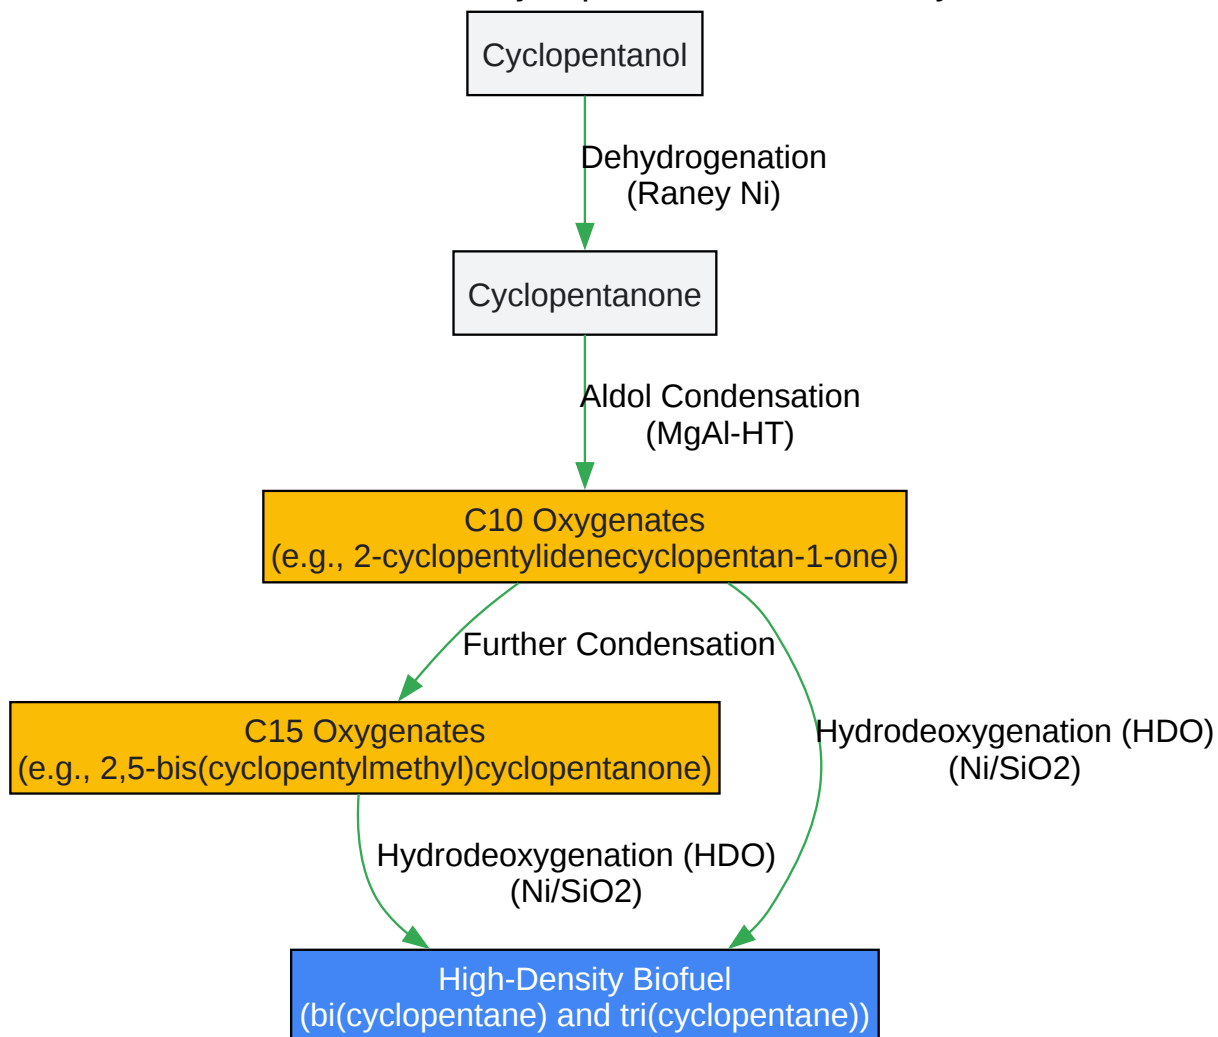 Cyclopentanol
Dehydrogenation
(Raney Ni)
Cyclopentanone
Aldol Condensation
(MgAl-HT)
C10 Oxygenates
(e.g., 2-cyclopentylidenecyclopentan-1-one)
Further Condensation
C15 Oxygenates
(e.g., 2,5-bis(cyclopentylmethyl)cyclopentanone)
Hydrodeoxygenation (HDO)
(Ni/SiO2)
Hydrodeoxygenation (HDO)
(Ni/SiO2)
High-Density Biofuel
(bi(cyclopentane) and tri(cyclopentane))